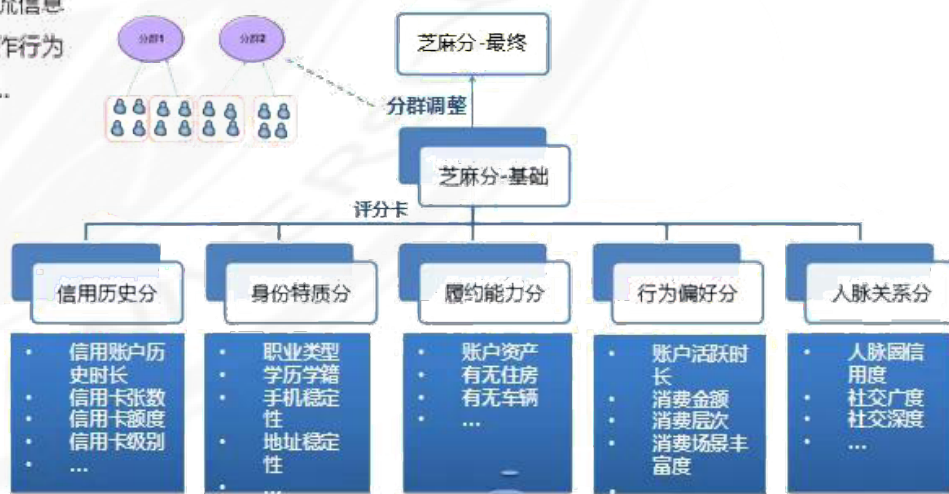 流信息
作行为
...
分群1
分群2
芝麻分-最终
分群调整
芝麻分-基础
评分卡
信用历史分
身份特质分
履约能力分
行为偏好分
人脉关系分
• 信用账户历
史时长
• 信用卡张数
• 信用卡额度
• 信用卡级别
• ...
• 职业类型
• 学历学籍
• 手机稳定
性
• 地址稳定
性
• ...
• 账户资产
• 有无住房
• 有无车辆
• ...
• 账户活跃时
长
• 消费金额
• 消费层次
• 消费场景丰
富度
• 人脉圈信
用度
• 社交广度
• 社交深度
• ...